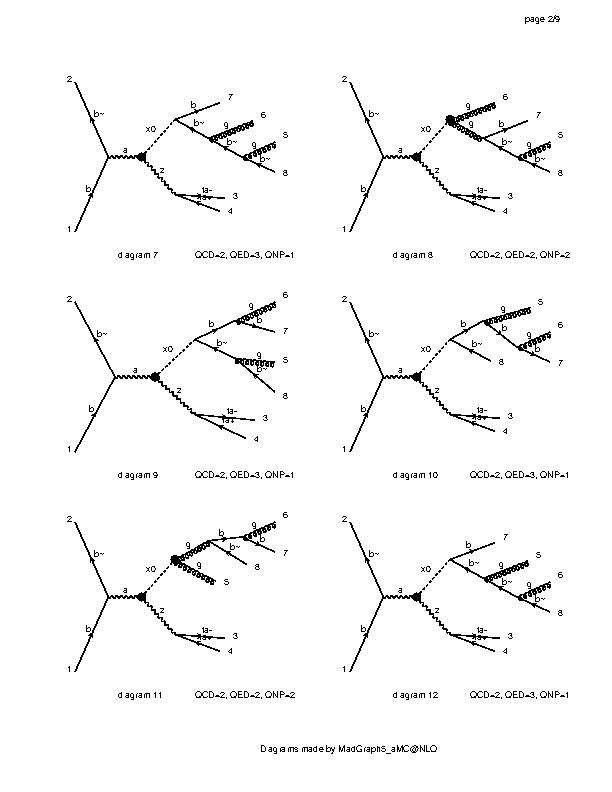 page 2/9
2 b~ b 1 a x0 z b 7 b~ g 6 b~ g 5 8 ta- ta+ 3 4
diagram 7 QCD=2, QED=3, QNP=1
2 b~ b 1 a x0 z g 6 g b 7 b~ g 5 b~ 8 ta- ta+ 3 4
diagram 8 QCD=2, QED=2, QNP=2
2 b~ b 1 a x0 z b g 6 b 7 b~ g 5 b~ 8 ta- ta+ 3 4
diagram 9 QCD=2, QED=3, QNP=1
2 b~ b 1 a x0 z b g 5 b g 6 b 7 b~ 8 ta- ta+ 3 4
diagram 10 QCD=2, QED=3, QNP=1
2 b~ b 1 a x0 z g b g 6 b 7 b~ 8 g 5 ta- ta+ 3 4
diagram 11 QCD=2, QED=2, QNP=2
2 b~ b 1 a x0 z b 7 b~ g 5 b~ g 6 b~ 8 ta- ta+ 3 4
diagram 12 QCD=2, QED=3, QNP=1
Diagrams made by MadGraph5_aMC@NLO